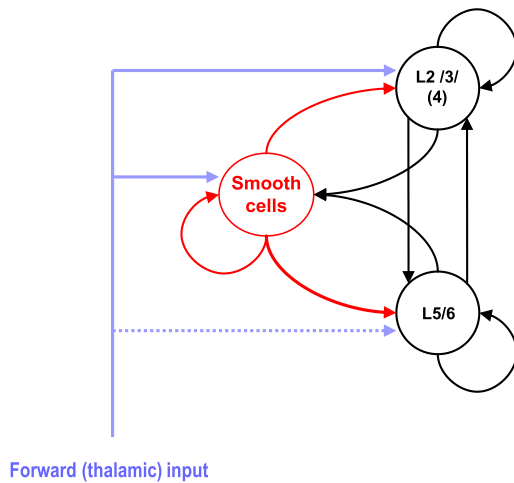 L2 /3/
(4)
Smooth
cells
L5/6
Forward (thalamic) input